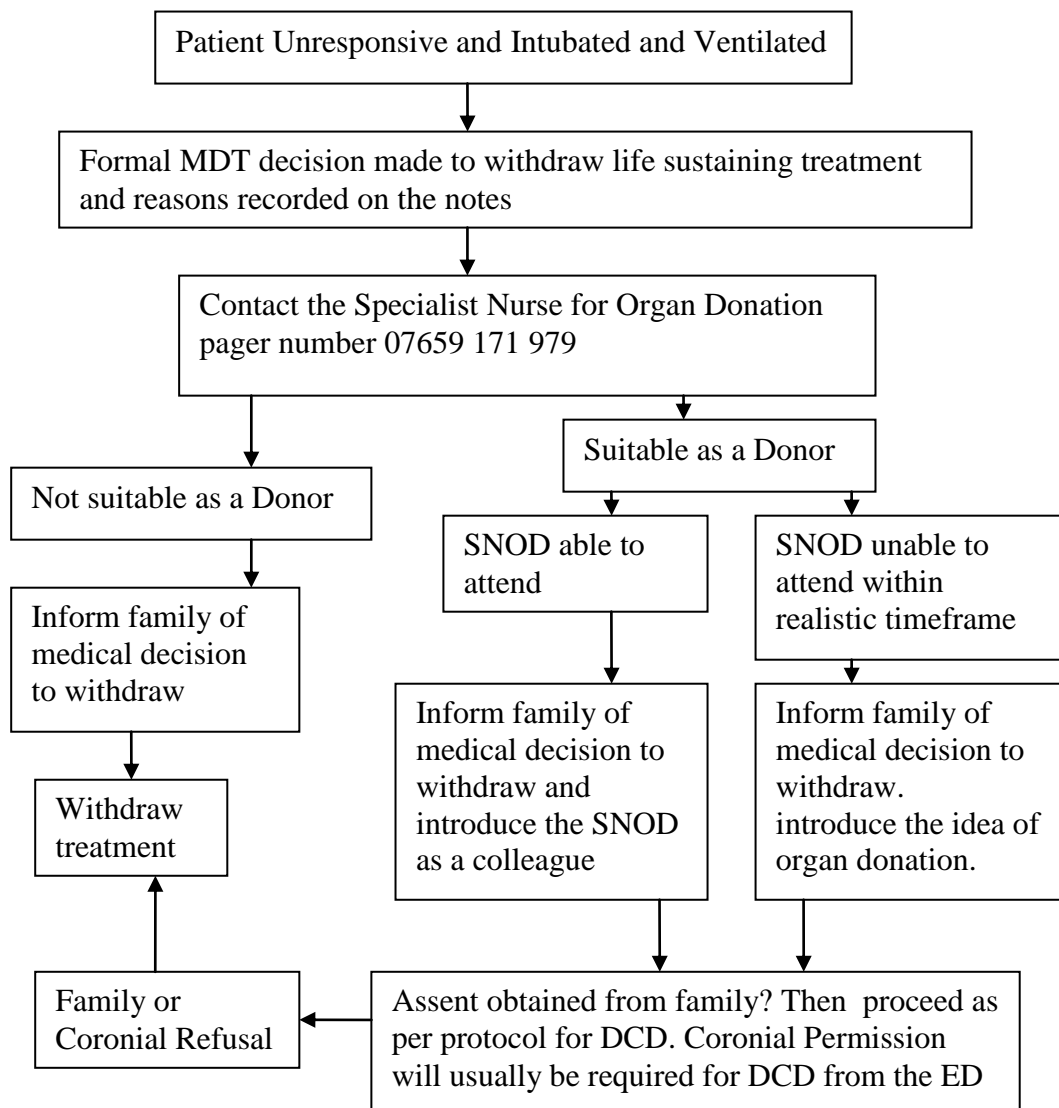 Patient Unresponsive and Intubated and Ventilated
Formal MDT decision made to withdraw life sustaining treatment
and reasons recorded on the notes
Contact the Specialist Nurse for Organ Donation
pager number 07659 171 979
Not suitable as a Donor
Suitable as a Donor
Inform family of
medical decision
to withdraw
Withdraw
treatment
SNOD able to
attend
SNOD unable to
attend within
realistic timeframe
Inform family of
medical decision to
withdraw and
introduce the SNOD
as a colleague
Inform family of
medical decision to
withdraw.
introduce the idea of
organ donation.
Assent obtained from family? Then  proceed as
per protocol for DCD. Coronial Permission
will usually be required for DCD from the ED
Family or
Coronial Refusal